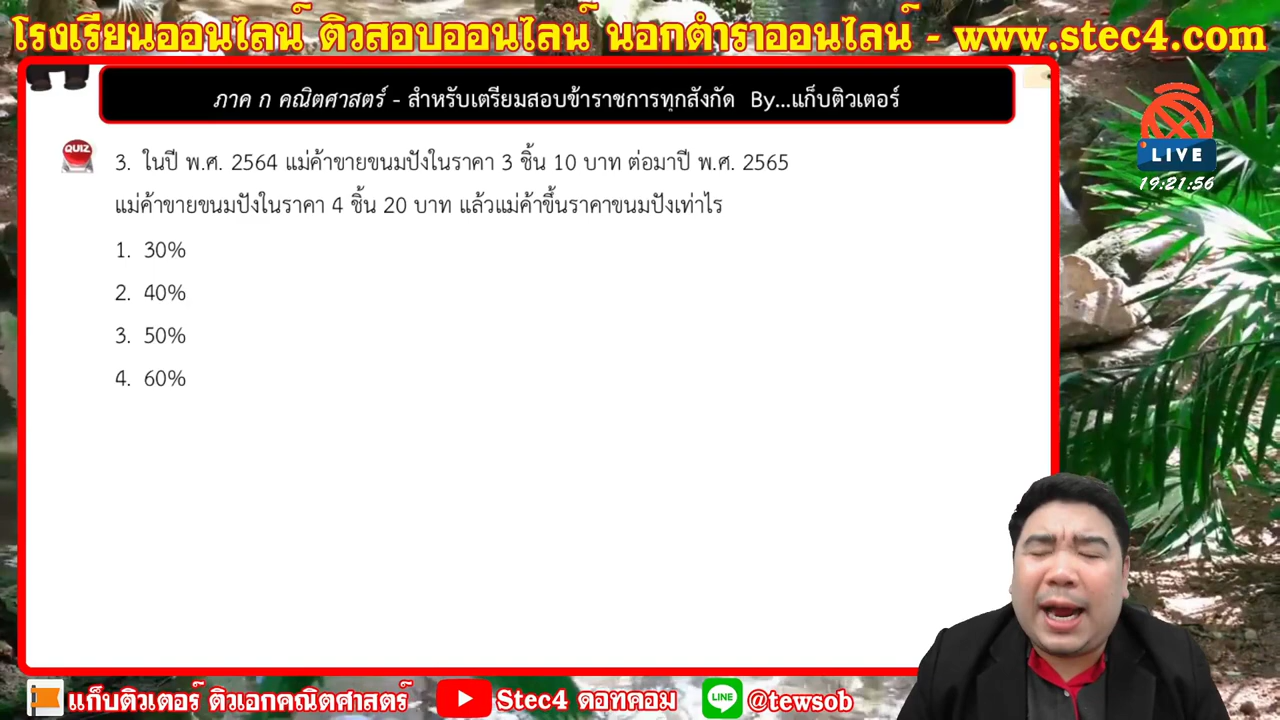 โรงเรียนออนไลน์ ติวสอบออนไลน์ นอกตำราออนไลน์ - www.stec4.com
ภาค ก คณิตศาสตร์ - สำหรับเตรียมสอบข้าราชการทุกสังกัด By...แก็บติวเตอร์
LIVE
19:21:56
QUIZ
3. ในปี พ.ศ. 2564 แม่ค้าขายขนมปังในราคา 3 ชิ้น 10 บาท ต่อมาปี พ.ศ. 2565
แม่ค้าขายขนมปังในราคา 4 ชิ้น 20 บาท แล้วแม่ค้าขึ้นราคาขนมปังเท่าไร
1. 30%
2. 40%
3. 50%
4. 60%
แก็บติวเตอร์ ติวเอกคณิตศาสตร์ Stec4 ดอทคอม LINE @tewsob